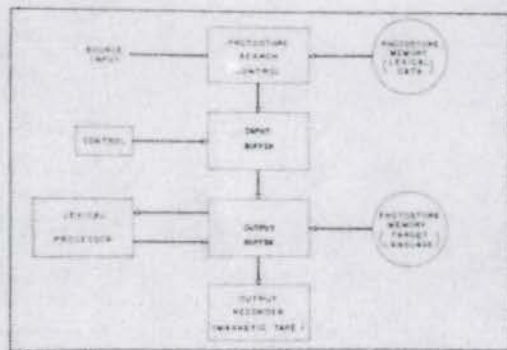 SOURCE
INPUT
PHOTOSTORE
SEARCH
CONTROL
PHOTOSTORE
MEMORY
( LEXICAL )
DATA
CONTROL
INPUT
BUFFER
LEXICAL
PROCESSOR
OUTPUT
BUFFER
PHOTOSTORE
MEMORY
( TARGET )
LANGUAGE
OUTPUT
RECORDER
(MAGNETIC TAPE)